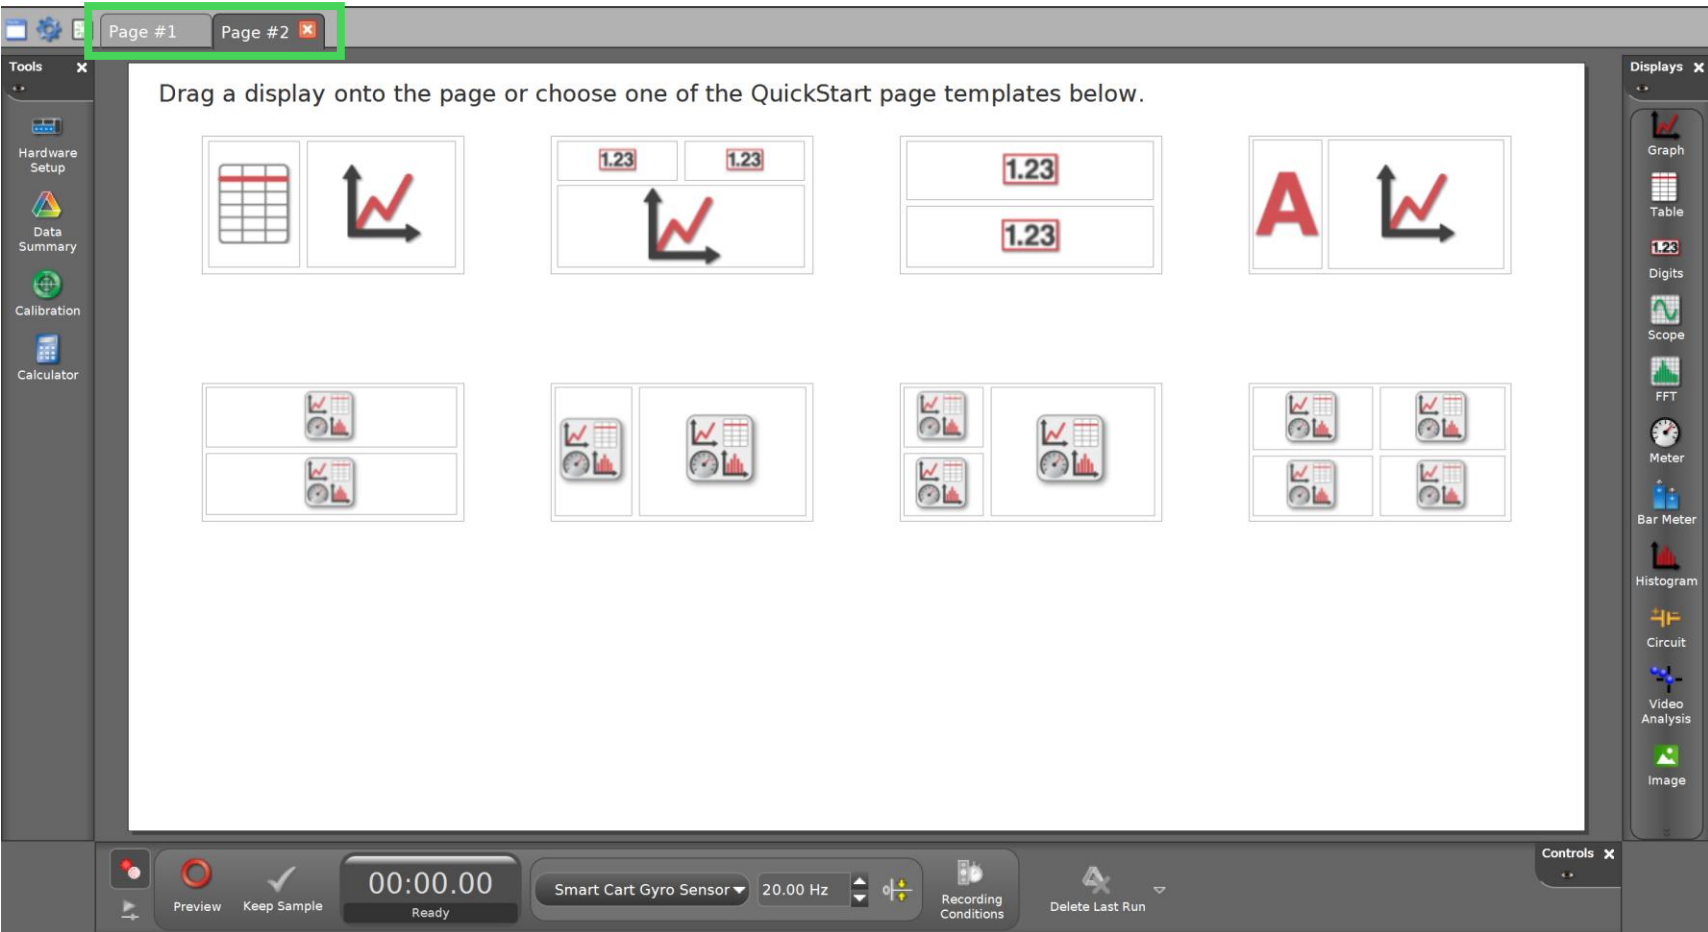 Page #1
Page #2
Tools
Displays
Drag a display onto the page or choose one of the QuickStart page templates below.
Hardware
Setup
Data
Summary
Calibration
Calculator
1.23
1.23
1.23
1.23
A
Graph
Table
1.23
Digits
Scope
FFT
Meter
Bar Meter
Histogram
Circuit
Video
Analysis
Image
Controls
Preview
Keep Sample
00:00.00
Ready
Smart Cart Gyro Sensor
20.00 Hz
Recording
Conditions
Delete Last Run